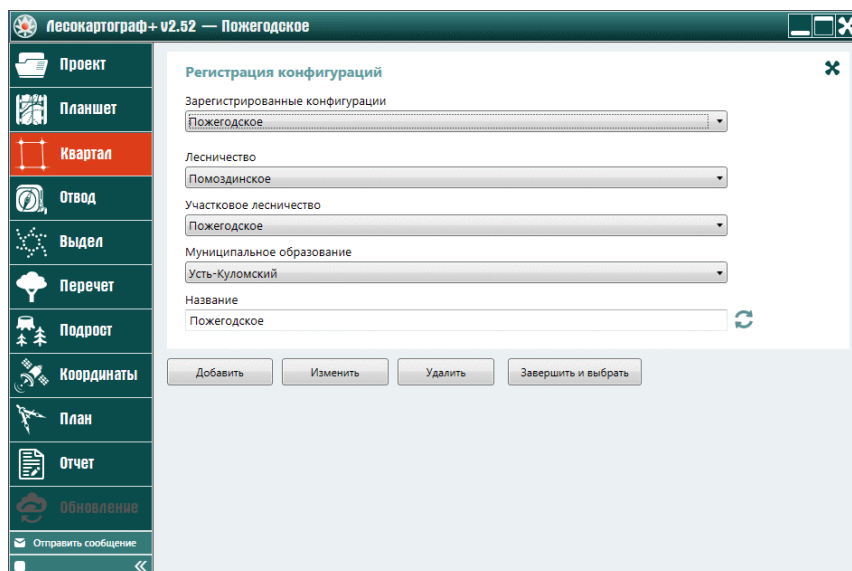 Лесокартограф+ v2.52 — Пожегодское
Проект
Планшет
Квартал
Отвод
Выдел
Перечет
Подрост
Координаты
План
Отчет
Обновление
Отправить сообщение
Регистрация конфигураций
Зарегистрированные конфигурации
Пожегодское
Лесничество
Помоздинское
Участковое лесничество
Пожегодское
Муниципальное образование
Усть-Куломский
Название
Пожегодское
Добавить
Изменить
Удалить
Завершить и выбрать